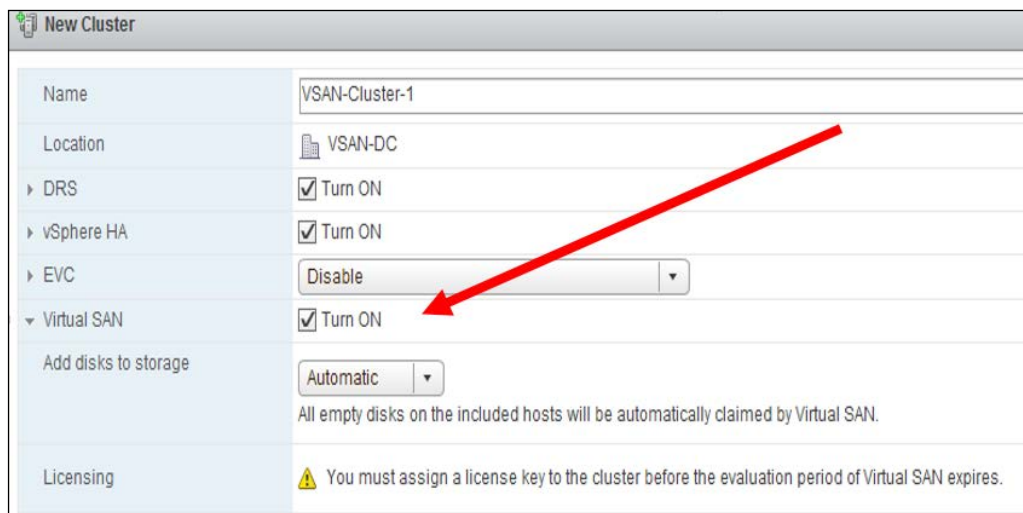 New Cluster
Name VSAN-Cluster-1
Location VSAN-DC
DRS Turn ON
vSphere HA Turn ON
EVC Disable
Virtual SAN Turn ON
Add disks to storage Automatic
All empty disks on the included hosts will be automatically claimed by Virtual SAN.
Licensing You must assign a license key to the cluster before the evaluation period of Virtual SAN expires.